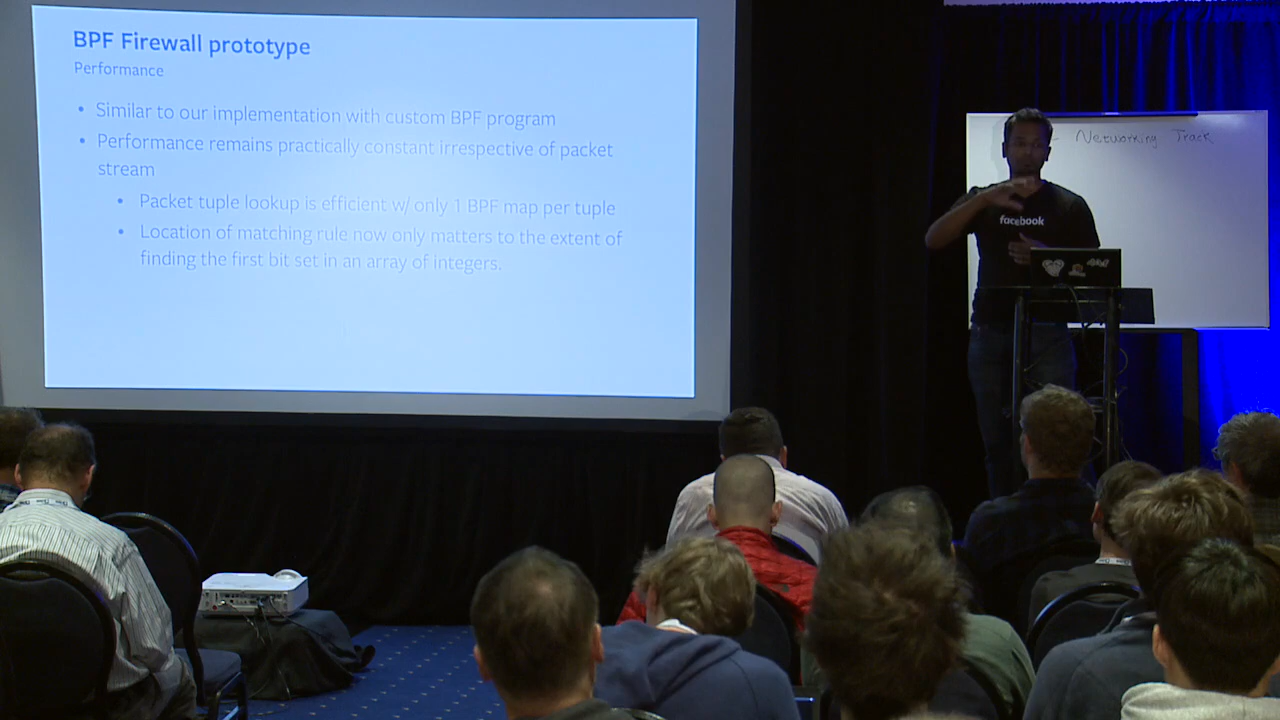 BPF Firewall prototype
Performance
• Similar to our implementation with custom BPF program
• Performance remains practically constant irrespective of packet
stream
• Packet tuple lookup is efficient w/ only 1 BPF map per tuple
• Location of matching rule now only matters to the extent of
finding the first bit set in an array of integers.
- Networking Track
facebook